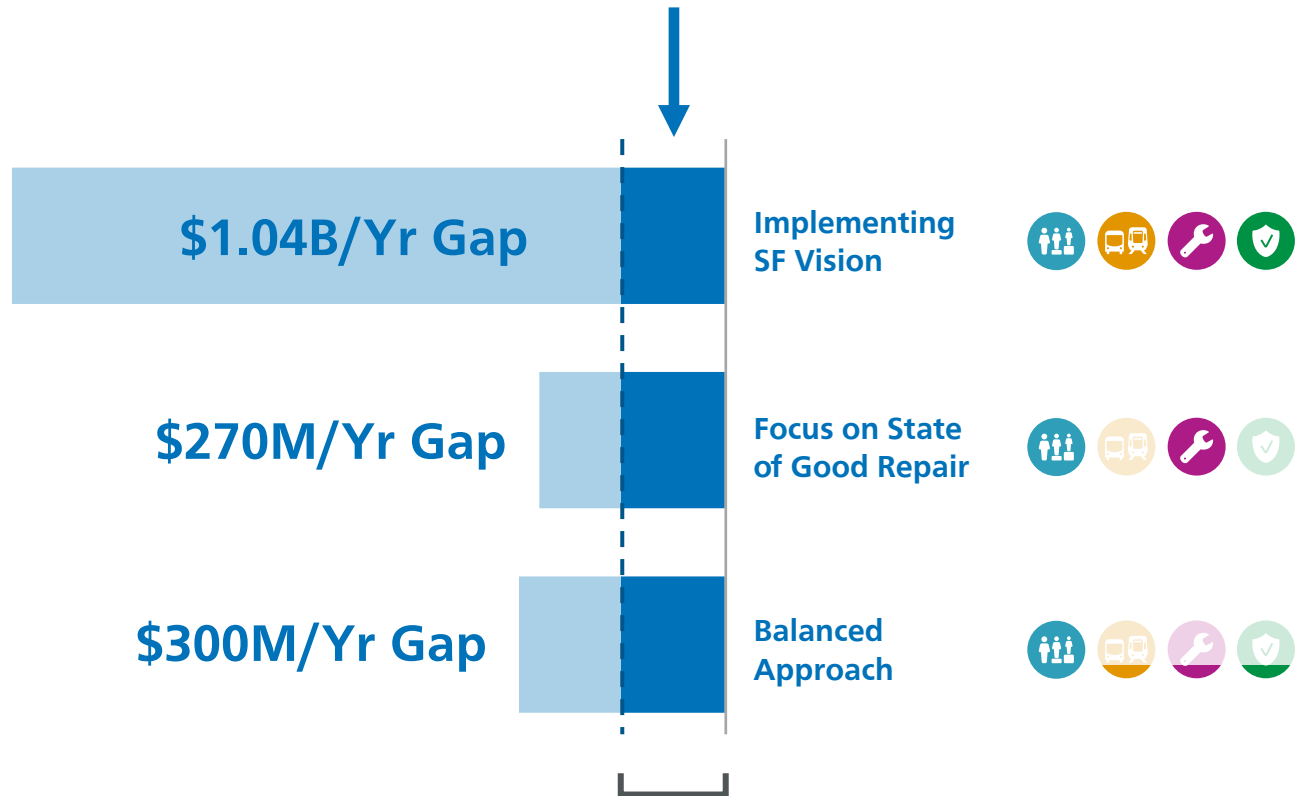 $1.04B/Yr Gap
Implementing
SF Vision
$270M/Yr Gap
Focus on State
of Good Repair
$300M/Yr Gap
Balanced
Approach